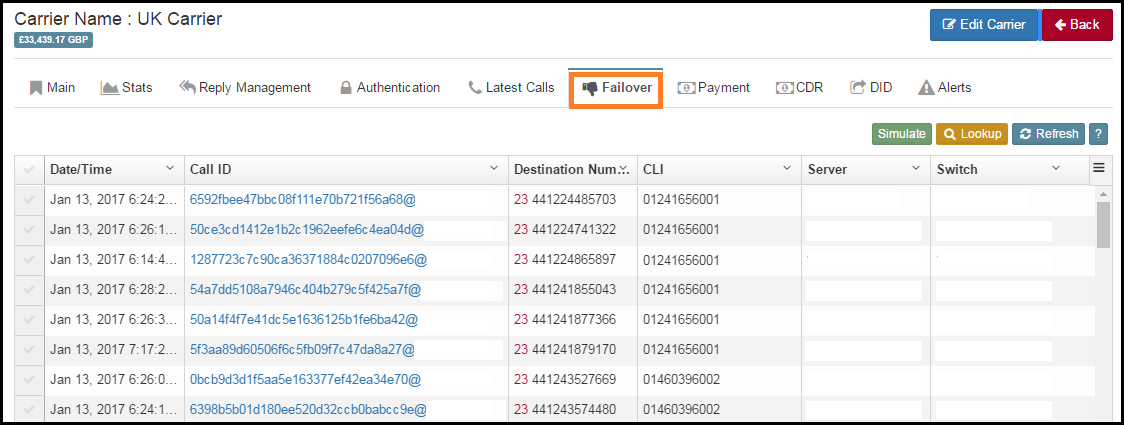 Carrier Name : UK Carrier
£33,439.17 GBP
Edit Carrier Back
Main Stats Reply Management Authentication Latest Calls Failover Payment CDR DID Alerts
Simulate Lookup Refresh ?
Date/Time Call ID Destination Num... CLI Server Switch
Jan 13, 2017 6:24:2... 6592fbee47bbc08f111e70b721f56a68@ 23 441224485703 01241656001
Jan 13, 2017 6:26:1... 50ce3cd1412e1b2c1962eefe6c4ea04d@ 23 441224741322 01241656001
Jan 13, 2017 6:14:4... 1287723c7c90ca36371884c0207096e6@ 23 441224865897 01241656001
Jan 13, 2017 6:28:2... 54a7dd5108a7946c404b279c5f425a7f@ 23 441241855043 01241656001
Jan 13, 2017 6:26:3... 50a14f4f7e41dc5e1636125b1fe6ba42@ 23 441241877366 01241656001
Jan 13, 2017 7:17:2... 5f3aa89d60506f6c5fb09f7c47da8a27@ 23 441241879170 01241656001
Jan 13, 2017 6:26:0... 0bcb9d3d1f5aa5e163377ef42ea34e70@ 23 441243527669 01460396002
Jan 13, 2017 6:24:1... 6398b5b01d180ee520d32ccb0babcc9e@ 23 441243574480 01460396002